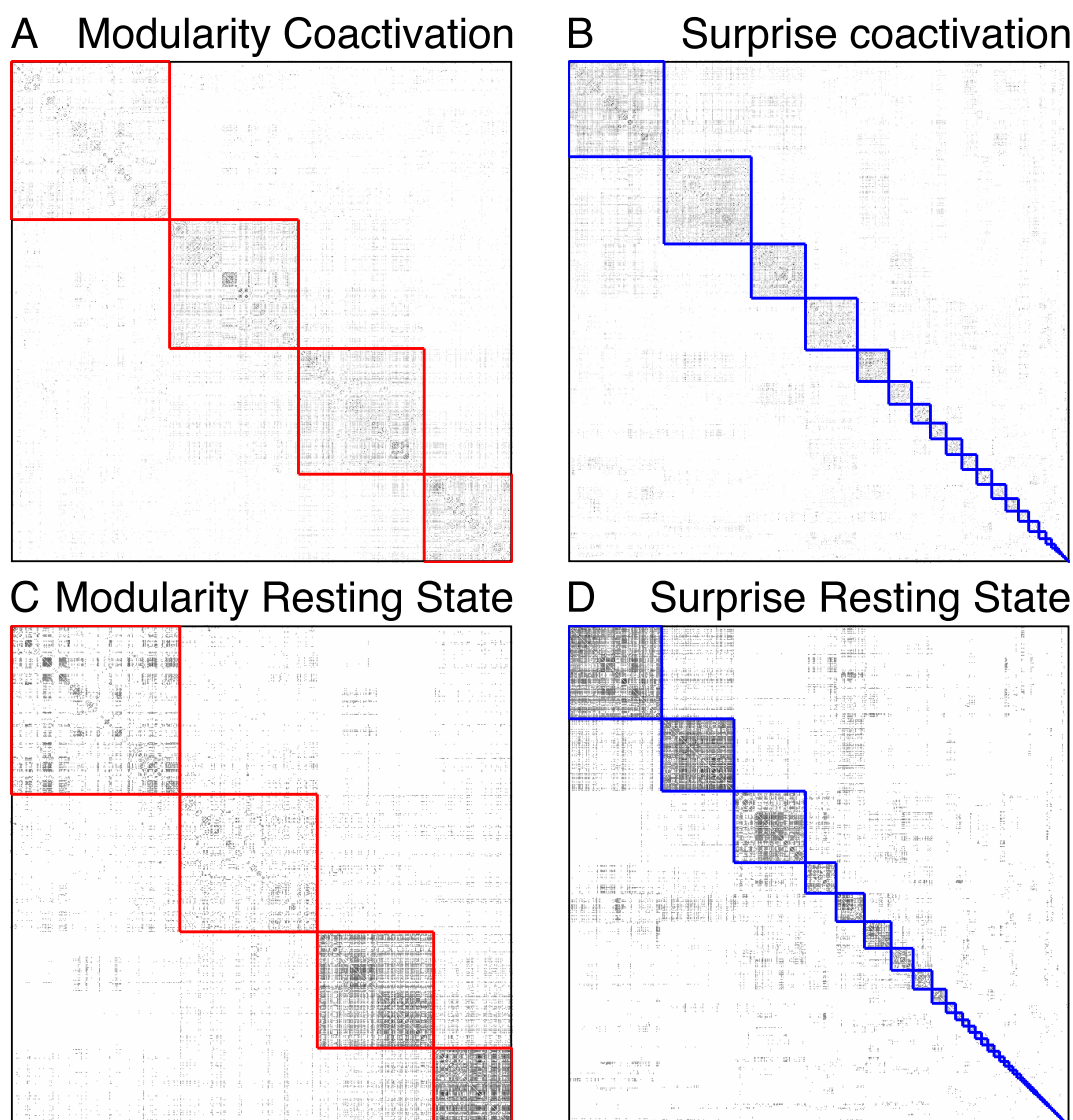 A Modularity Coactivation
B Surprise coactivation
C Modularity Resting State
D Surprise Resting State